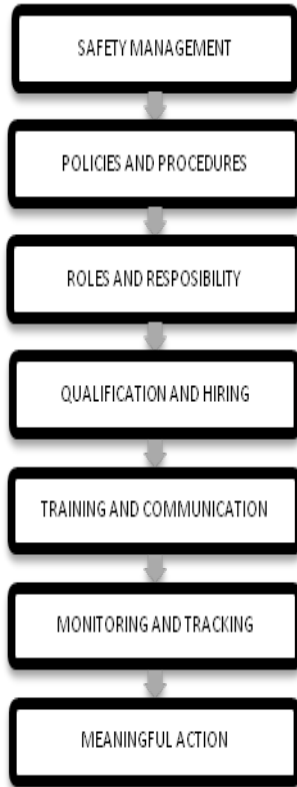 SAFETY MANAGEMENT
POLICIES AND PROCEDURES
ROLES AND RESPOSIBILITY
QUALIFICATION AND HIRING
TRAINING AND COMMUNICATION
MONITORING AND TRACKING
MEANINGFUL ACTION